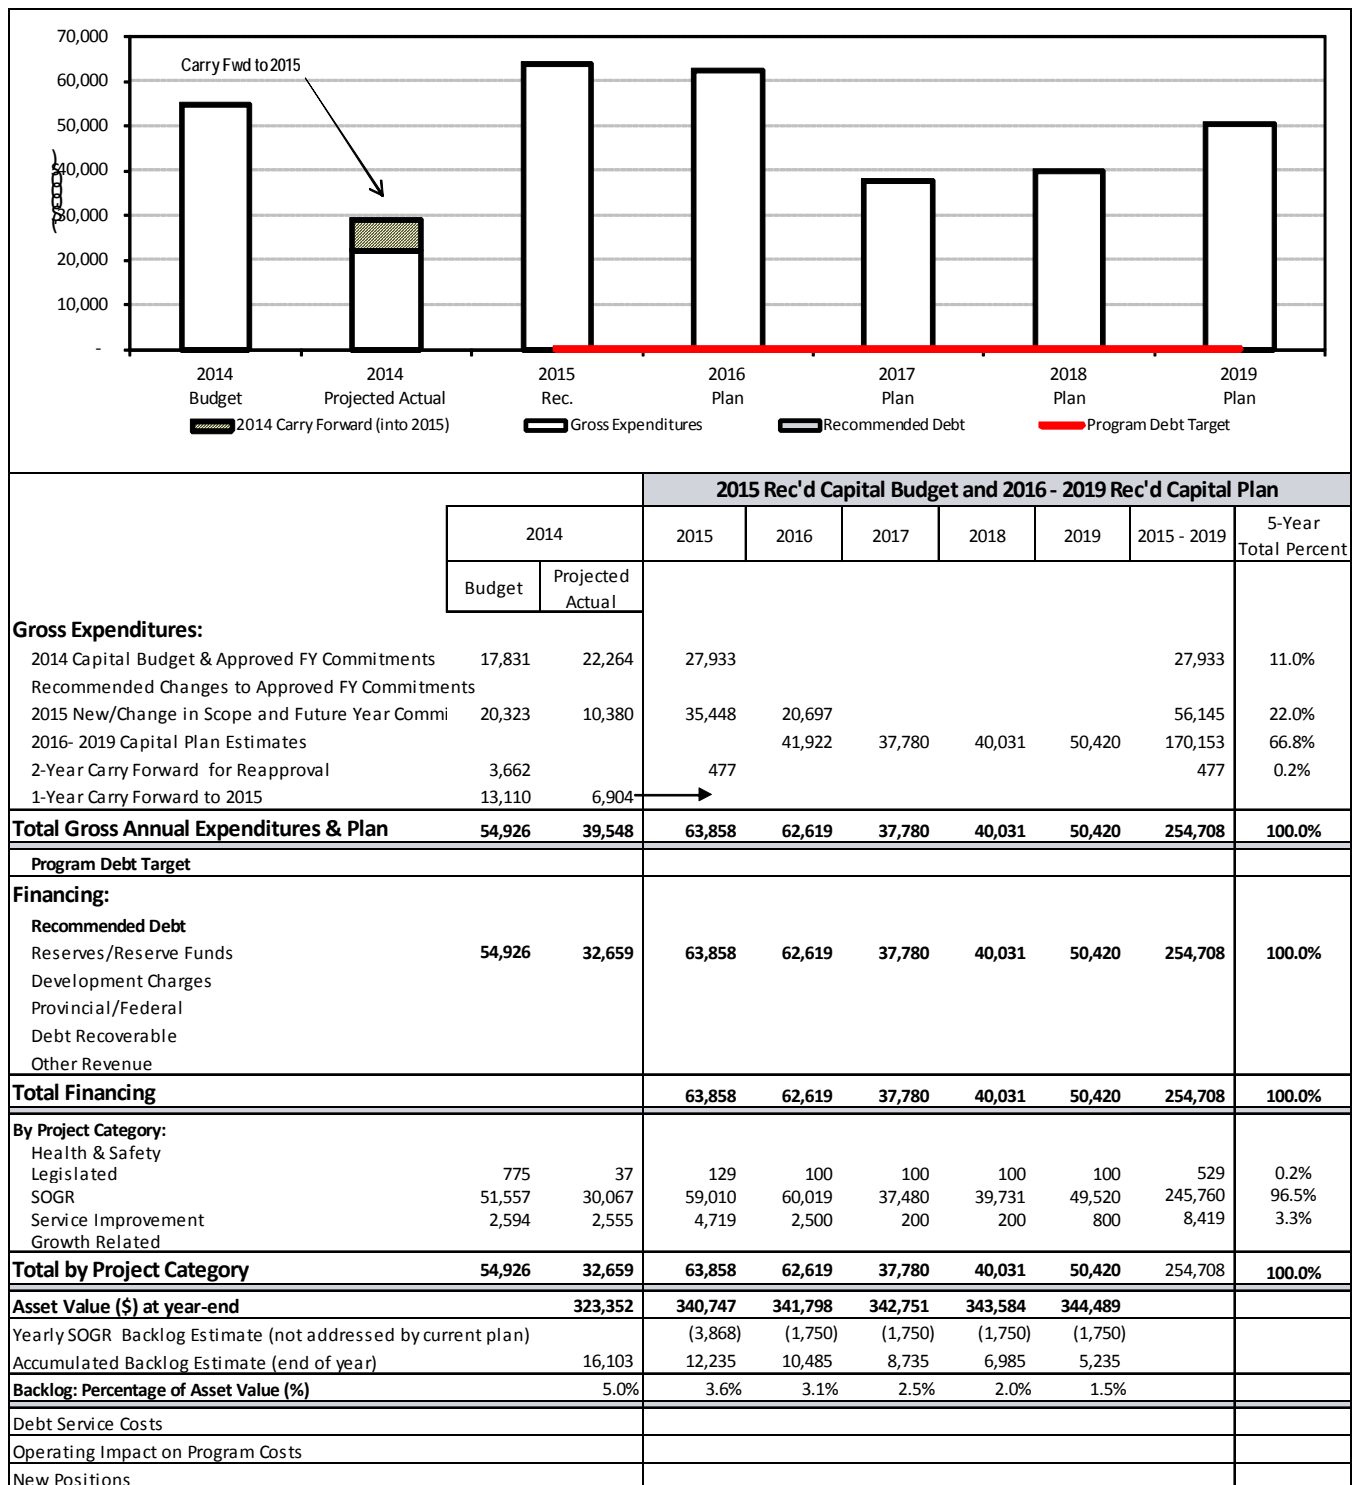 70,000
60,000
50,000
40,000
30,000
20,000
10,000
-
($000s)
Carry Fwd to 2015
2014 2014 2015 2016 2017 2018 2019
Budget Projected Actual Rec. Plan Plan Plan Plan
2014 Carry Forward (into 2015) Gross Expenditures Recommended Debt Program Debt Target
2015 Rec'd Capital Budget and 2016 - 2019 Rec'd Capital Plan
2014 2015 2016 2017 2018 2019 2015 - 2019 5-Year Total Percent
Budget Projected Actual
Gross Expenditures:
2014 Capital Budget & Approved FY Commitments 17,831 22,264 27,933 27,933 11.0%
Recommended Changes to Approved FY Commitments
2015 New/Change in Scope and Future Year Commi 20,323 10,380 35,448 20,697 56,145 22.0%
2016- 2019 Capital Plan Estimates 41,922 37,780 40,031 50,420 170,153 66.8%
2-Year Carry Forward for Reapproval 3,662 477 477 0.2%
1-Year Carry Forward to 2015 13,110 6,904
Total Gross Annual Expenditures & Plan 54,926 39,548 63,858 62,619 37,780 40,031 50,420 254,708 100.0%
Program Debt Target
Financing:
Recommended Debt
Reserves/Reserve Funds 54,926 32,659 63,858 62,619 37,780 40,031 50,420 254,708 100.0%
Development Charges
Provincial/Federal
Debt Recoverable
Other Revenue
Total Financing 63,858 62,619 37,780 40,031 50,420 254,708 100.0%
By Project Category:
Health & Safety
Legislated 775 37 129 100 100 100 100 529 0.2%
SOGR 51,557 30,067 59,010 60,019 37,480 39,731 49,520 245,760 96.5%
Service Improvement 2,594 2,555 4,719 2,500 200 200 800 8,419 3.3%
Growth Related
Total by Project Category 54,926 32,659 63,858 62,619 37,780 40,031 50,420 254,708 100.0%
Asset Value ($) at year-end 323,352 340,747 341,798 342,751 343,584 344,489
Yearly SOGR Backlog Estimate (not addressed by current plan) (3,868) (1,750) (1,750) (1,750) (1,750)
Accumulated Backlog Estimate (end of year) 16,103 12,235 10,485 8,735 6,985 5,235
Backlog: Percentage of Asset Value (%) 5.0% 3.6% 3.1% 2.5% 2.0% 1.5%
Debt Service Costs
Operating Impact on Program Costs
New Positions